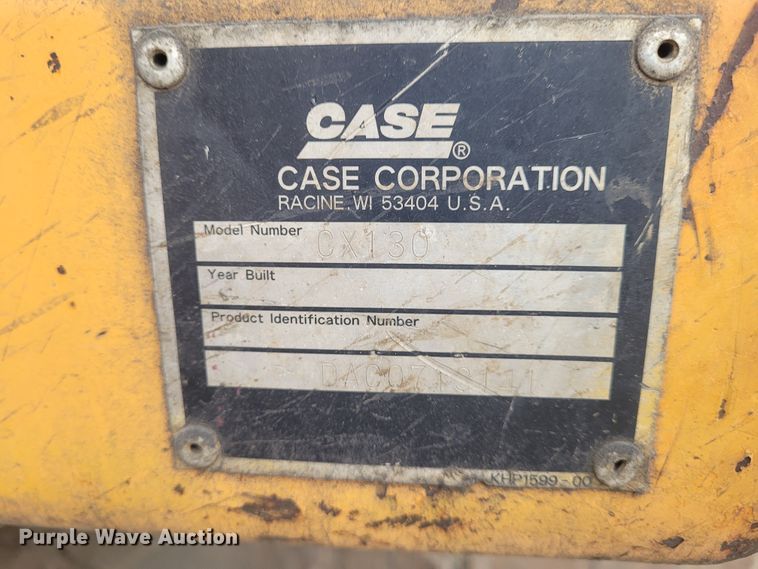 CASE ®
CASE CORPORATION
RACINE, WI 53404 U.S.A.
Model Number CX130
Year Built
Product Identification Number
KHP1599-00
Purple Wave Auction